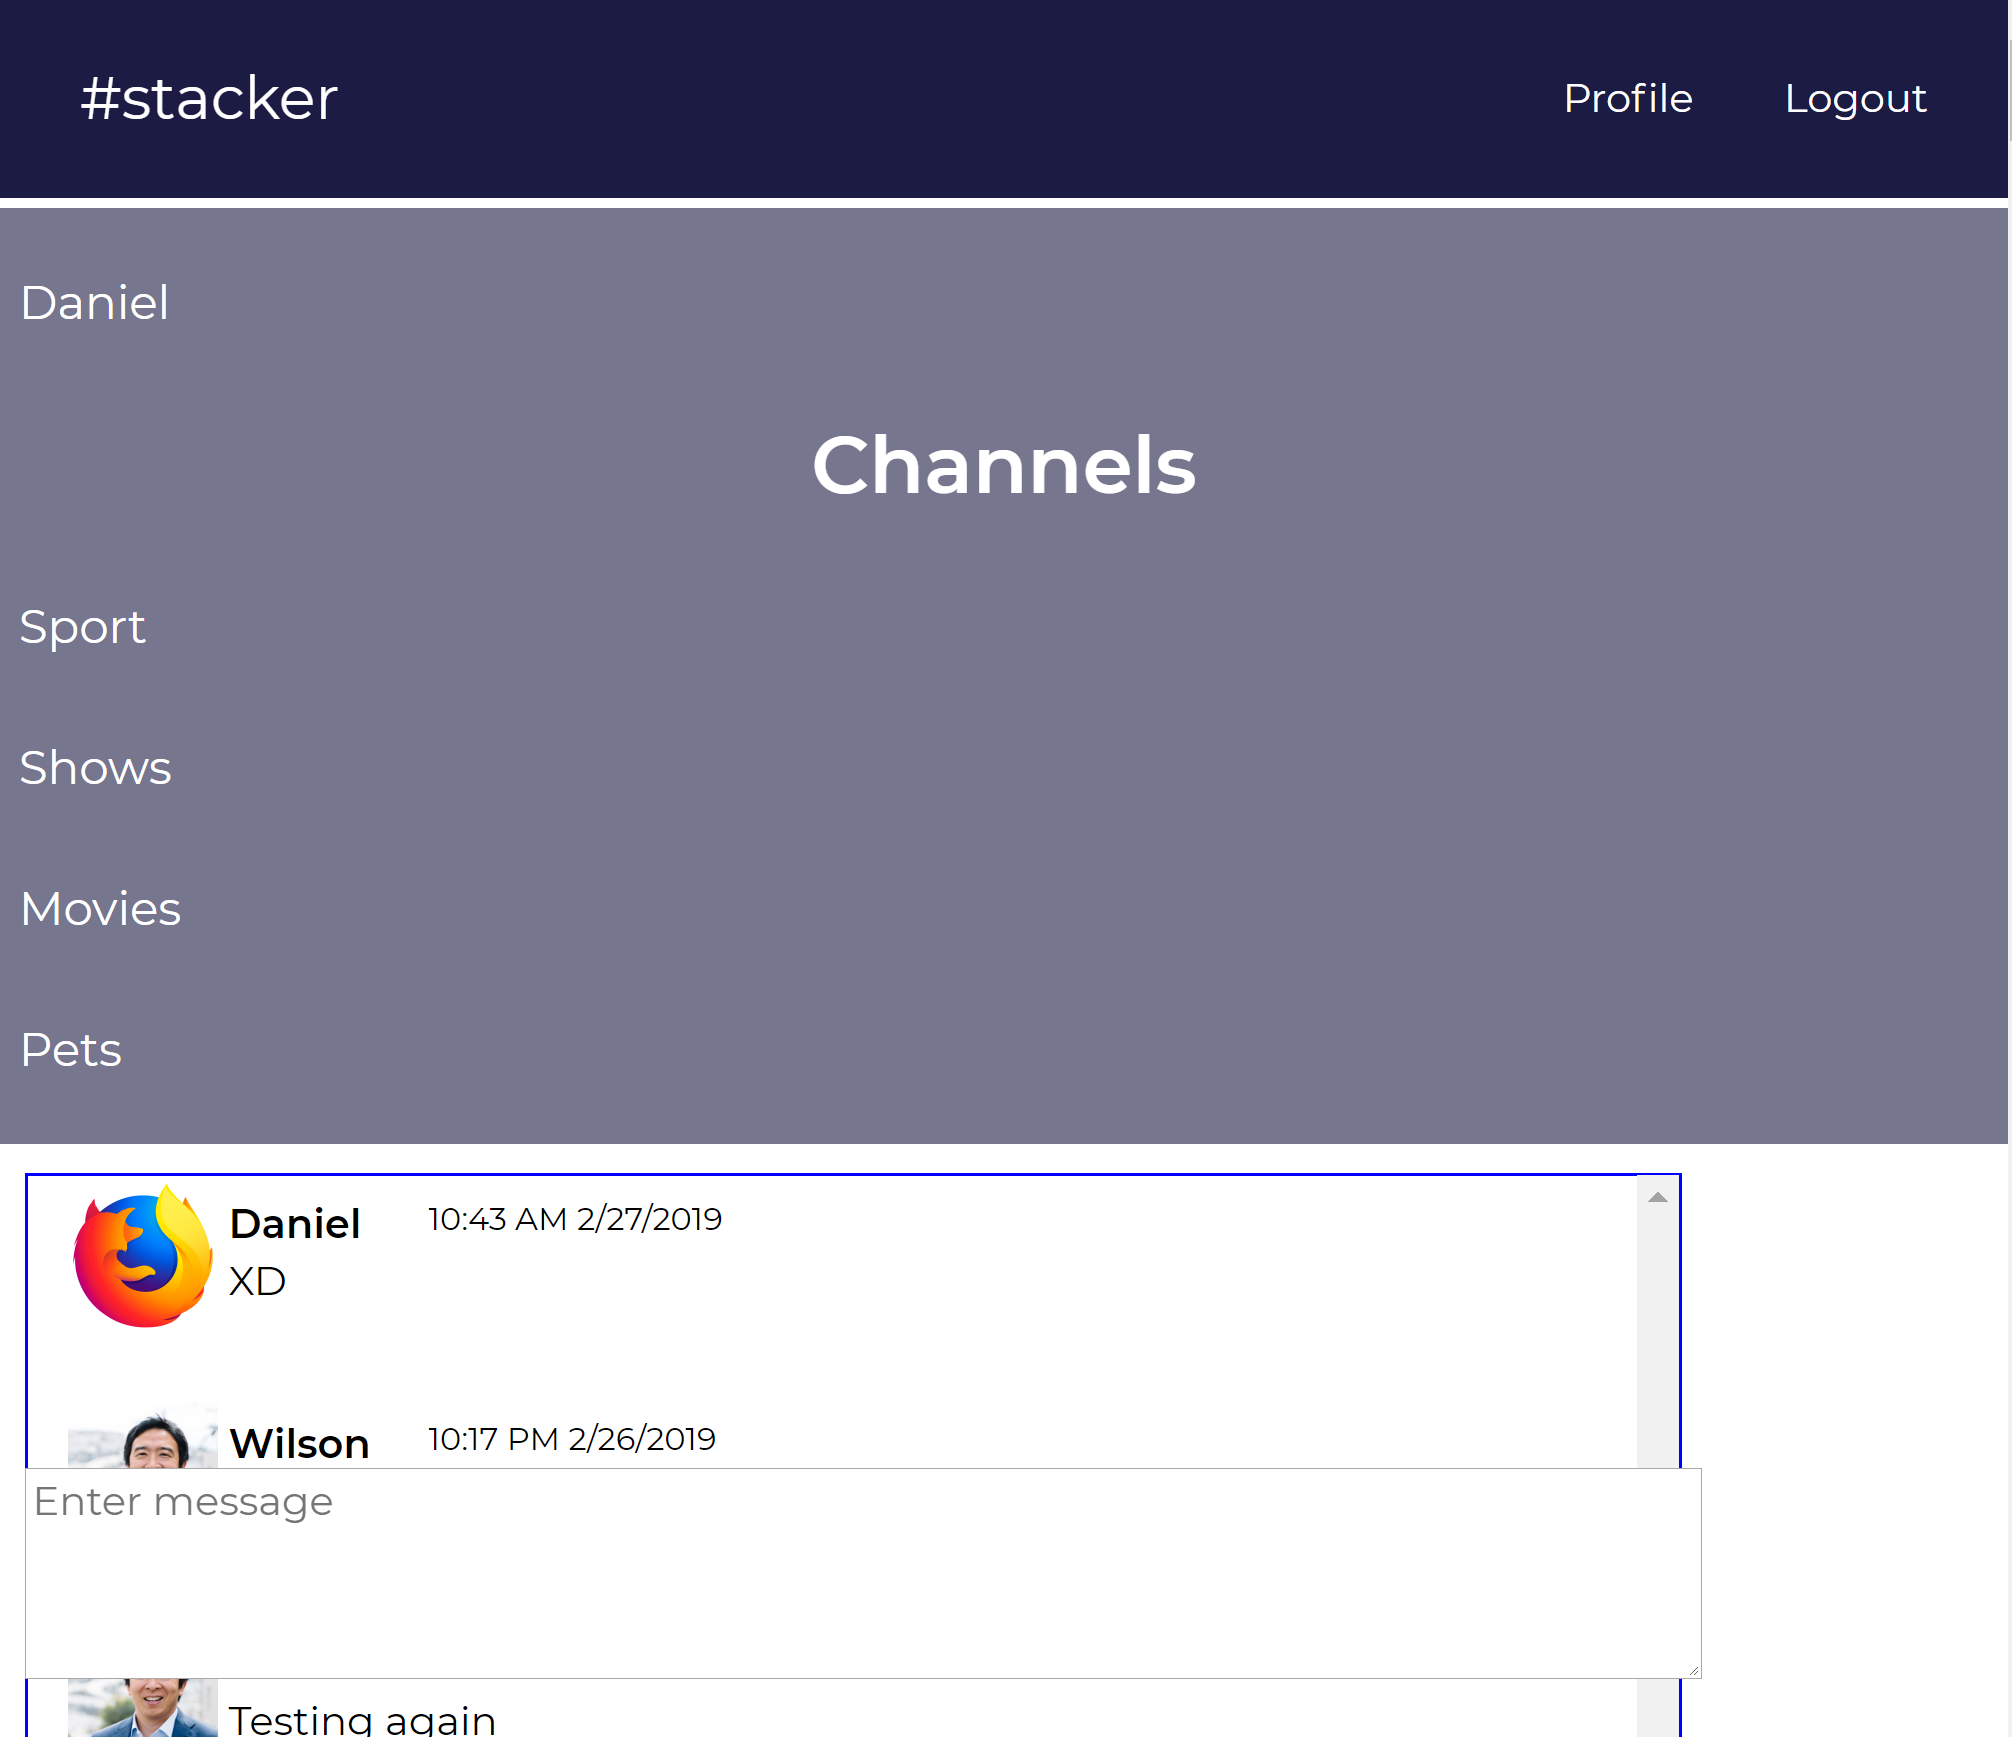 #stacker Profile Logout
Daniel
Channels
Sport
Shows
Movies
Pets
Daniel 10:43 AM 2/27/2019
XD
Wilson 10:17 PM 2/26/2019
Enter message
Testing again